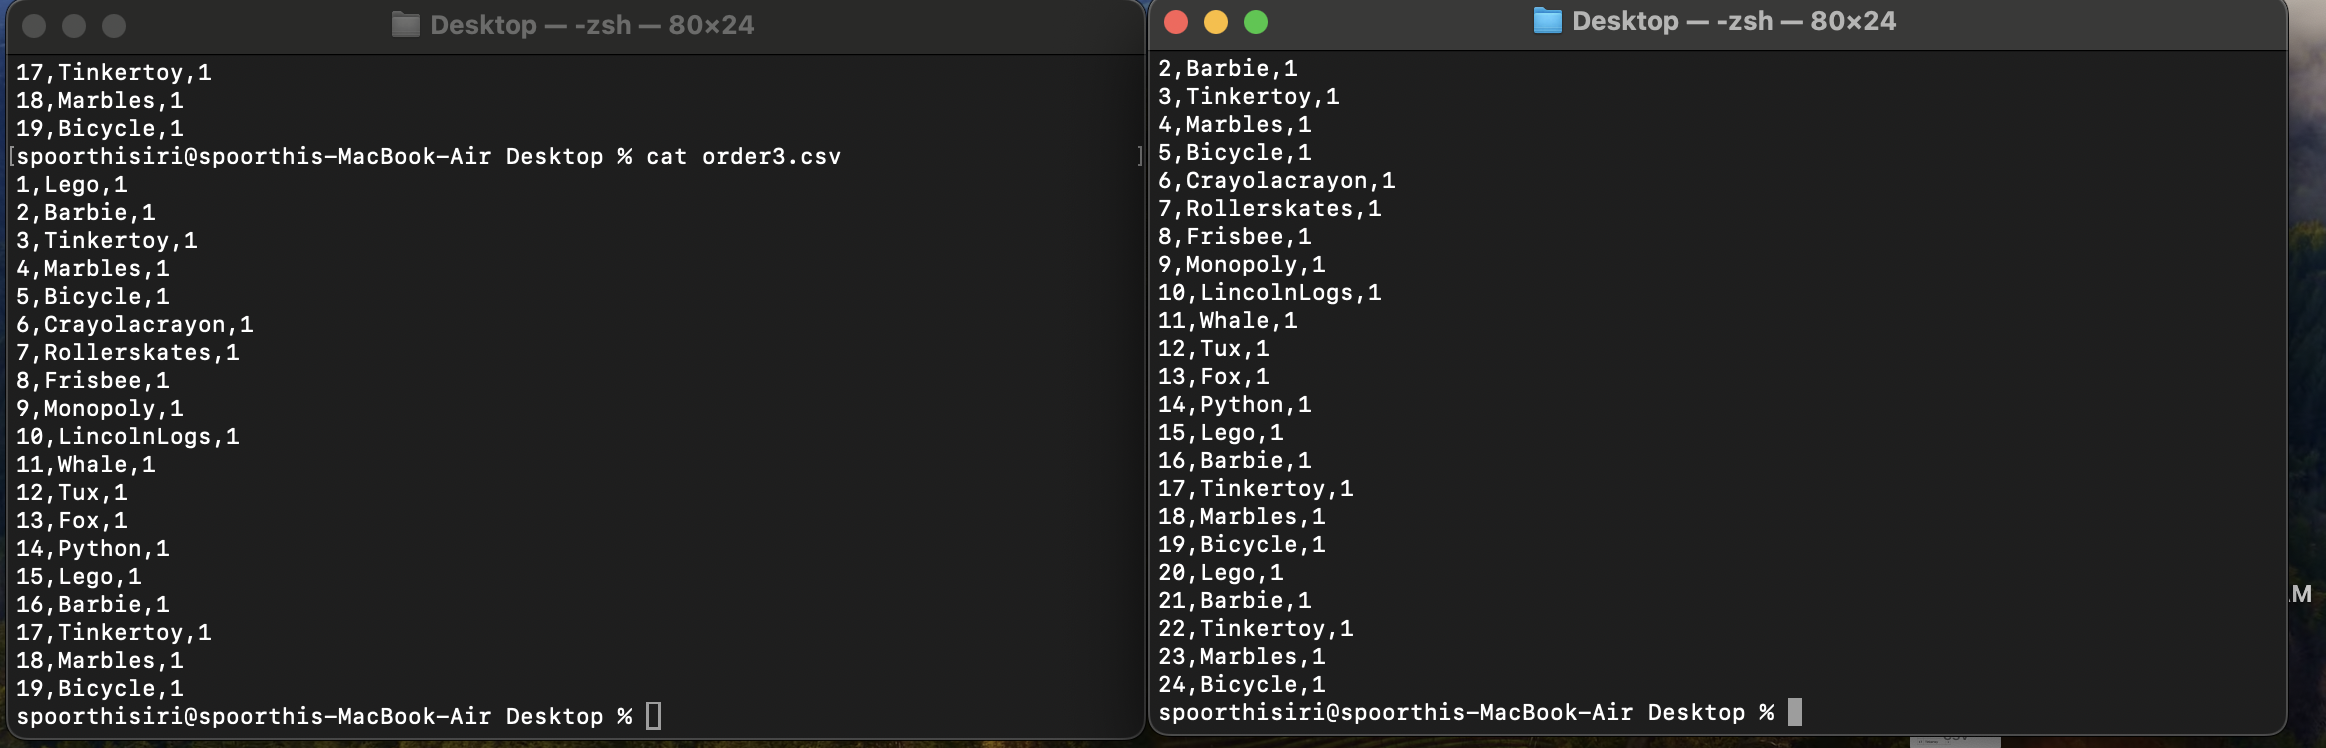 Desktop — -zsh — 80×24
17,Tinkertoy,1
18,Marbles,1
19,Bicycle,1
[spoorthisiri@spoorthis-MacBook-Air Desktop % cat order3.csv ]
1,Lego,1
2,Barbie,1
3,Tinkertoy,1
4,Marbles,1
5,Bicycle,1
6,Crayolacrayon,1
7,Rollerskates,1
8,Frisbee,1
9,Monopoly,1
10,LincolnLogs,1
11,Whale,1
12,Tux,1
13,Fox,1
14,Python,1
15,Lego,1
16,Barbie,1
17,Tinkertoy,1
18,Marbles,1
19,Bicycle,1
spoorthisiri@spoorthis-MacBook-Air Desktop %
Desktop — -zsh — 80×24
2,Barbie,1
3,Tinkertoy,1
4,Marbles,1
5,Bicycle,1
6,Crayolacrayon,1
7,Rollerskates,1
8,Frisbee,1
9,Monopoly,1
10,LincolnLogs,1
11,Whale,1
12,Tux,1
13,Fox,1
14,Python,1
15,Lego,1
16,Barbie,1
17,Tinkertoy,1
18,Marbles,1
19,Bicycle,1
20,Lego,1
21,Barbie,1
22,Tinkertoy,1
23,Marbles,1
24,Bicycle,1
spoorthisiri@spoorthis-MacBook-Air Desktop %